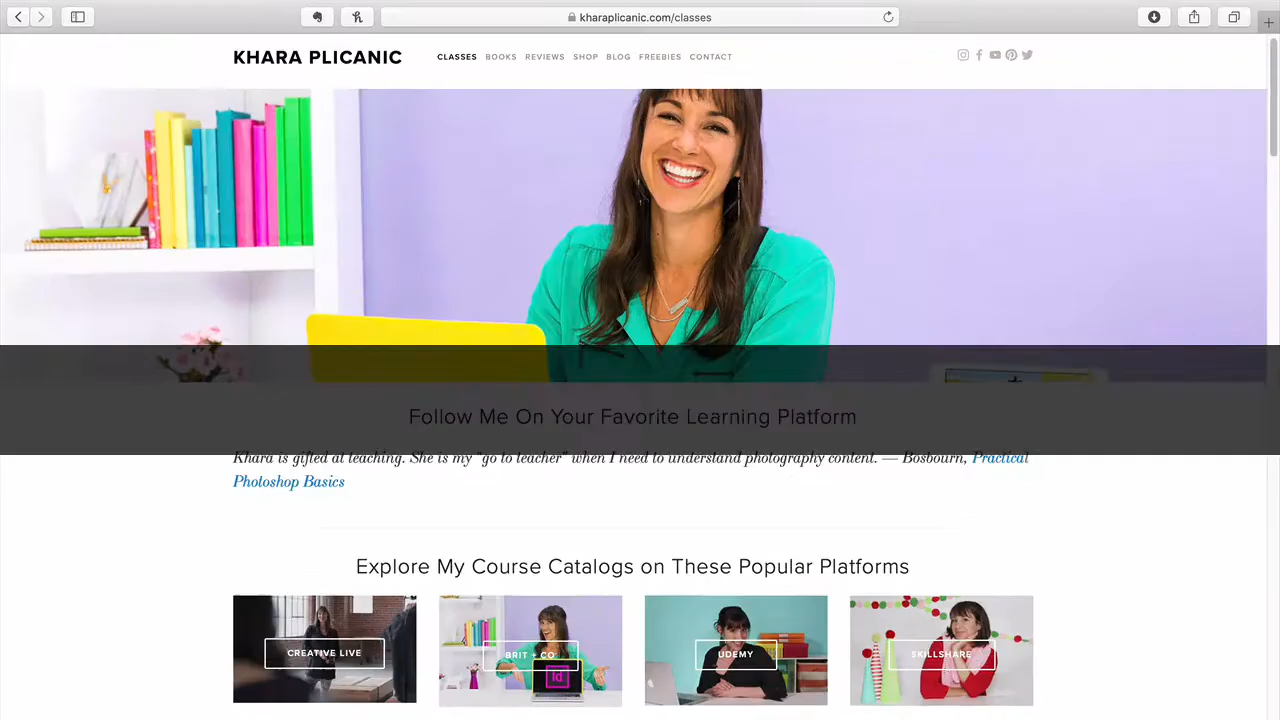 kharaplicanic.com/classes
KHARA PLICANIC
CLASSES BOOKS REVIEWS SHOP BLOG FREEBIES CONTACT
Follow Me On Your Favorite Learning Platform
Khara is gifted at teaching. She is my "go to teacher" when I need to understand photography content. — Bosbourn, Practical
Photoshop Basics
Explore My Course Catalogs on These Popular Platforms
CREATIVE LIVE
BRIT + CO
UDEMY
SKILLSHARE
Id